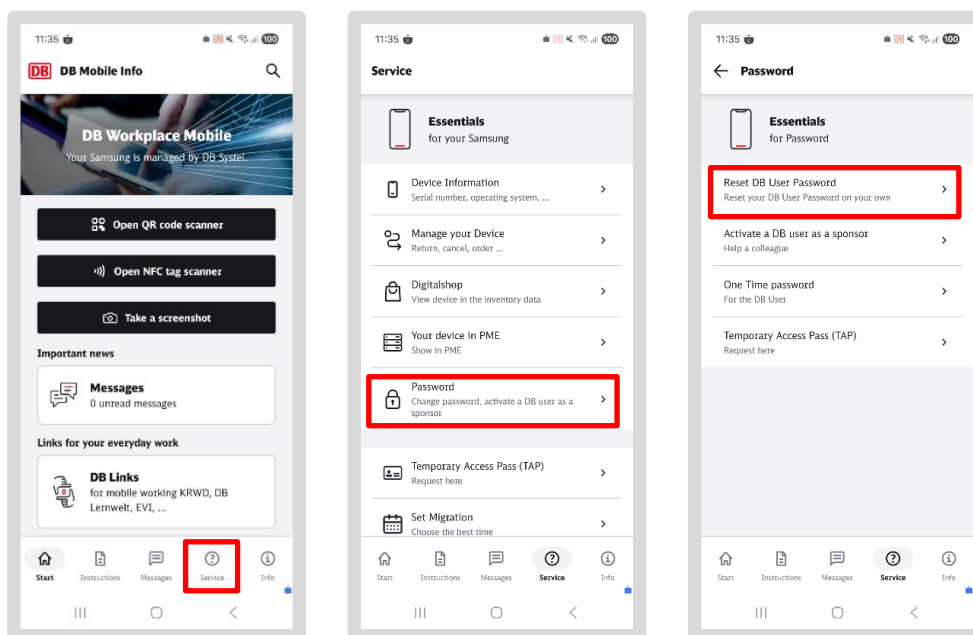 11:35
100
DB DB Mobile Info
DB Workplace Mobile
Your Samsung is managed by DB Systel.
Open QR code scanner
Open NFC tag scanner
Take a screenshot
Important news
Messages
0 unread messages
Links for your everyday work
DB Links
for mobile working KRWD, DB
Lernwelt, EVI, ...
Start Instructions Messages Service Info
11:35
100
Service
Essentials
for your Samsung
Device Information
Serial number, operating system, ...
Manage your Device
Return, cancel, order ...
Digitalshop
View device in the inventory data
Your device in PME
Show in PME
Password
Change password, activate a DB user as a
sponsor
Temporary Access Pass (TAP)
Request here
Set Migration
Choose the best time
Start Instructions Messages Service Info
11:35
100
Password
Essentials
for Password
Reset DB User Password
Reset your DB User Password on your own
Activate a DB user as a sponsor
Help a colleague
One Time password
For the DB User
Temporary Access Pass (TAP)
Request here
Start Instructions Messages Service Info